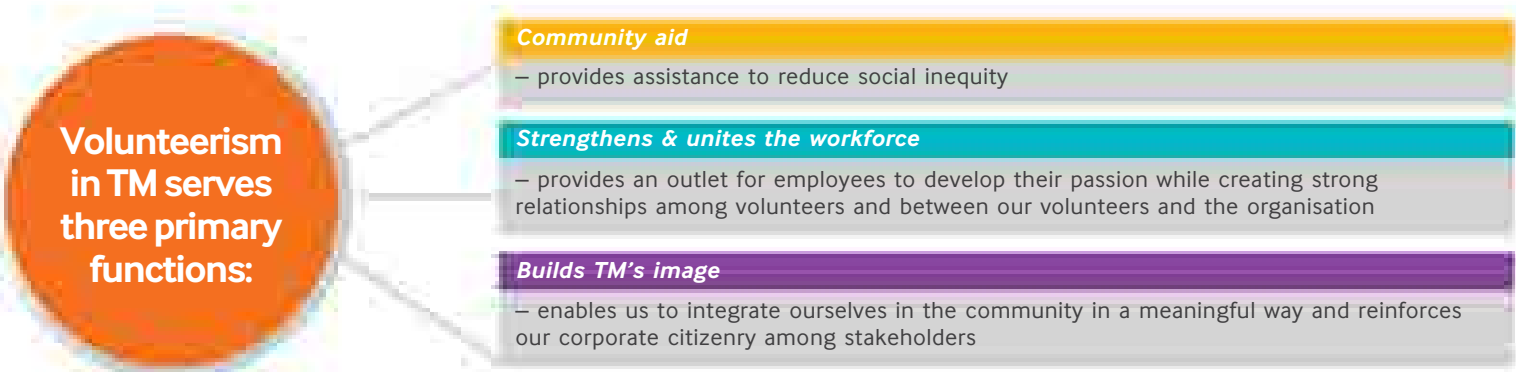 Volunteerism
in TM serves
three primary
functions:
Community aid
– provides assistance to reduce social inequity
Strengthens & unites the workforce
– provides an outlet for employees to develop their passion while creating strong
relationships among volunteers and between our volunteers and the organisation
Builds TM’s image
– enables us to integrate ourselves in the community in a meaningful way and reinforces
our corporate citizenry among stakeholders